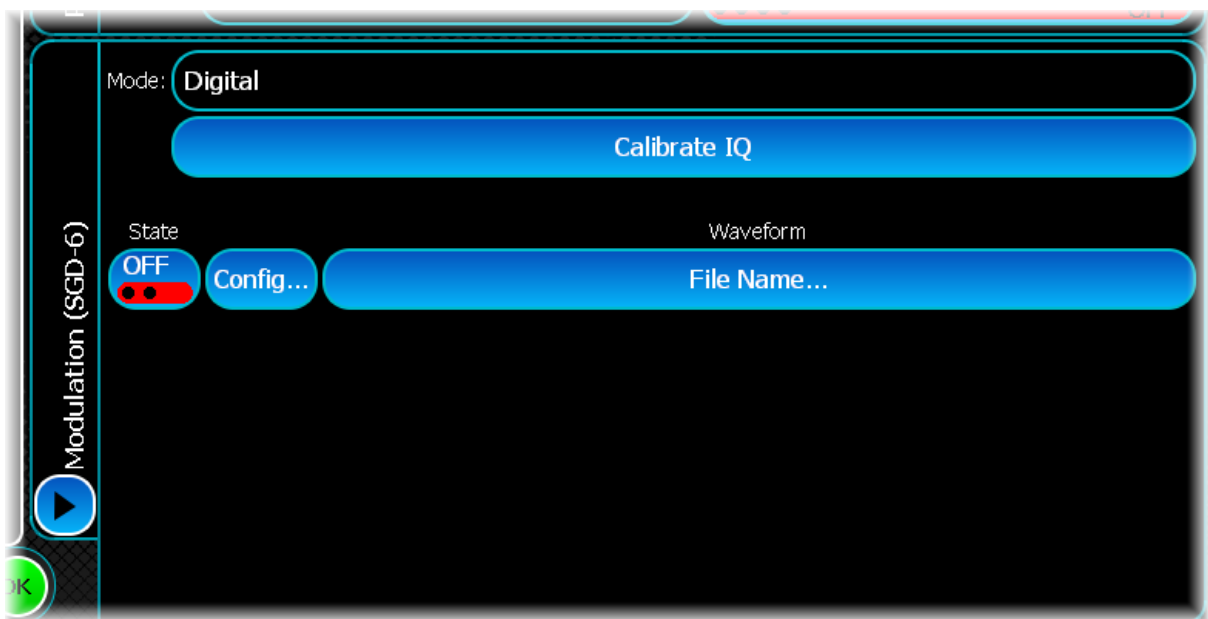 Mode: Digital
Calibrate IQ
State
Waveform
OFF
Config...
File Name...
Modulation (SGD-6)